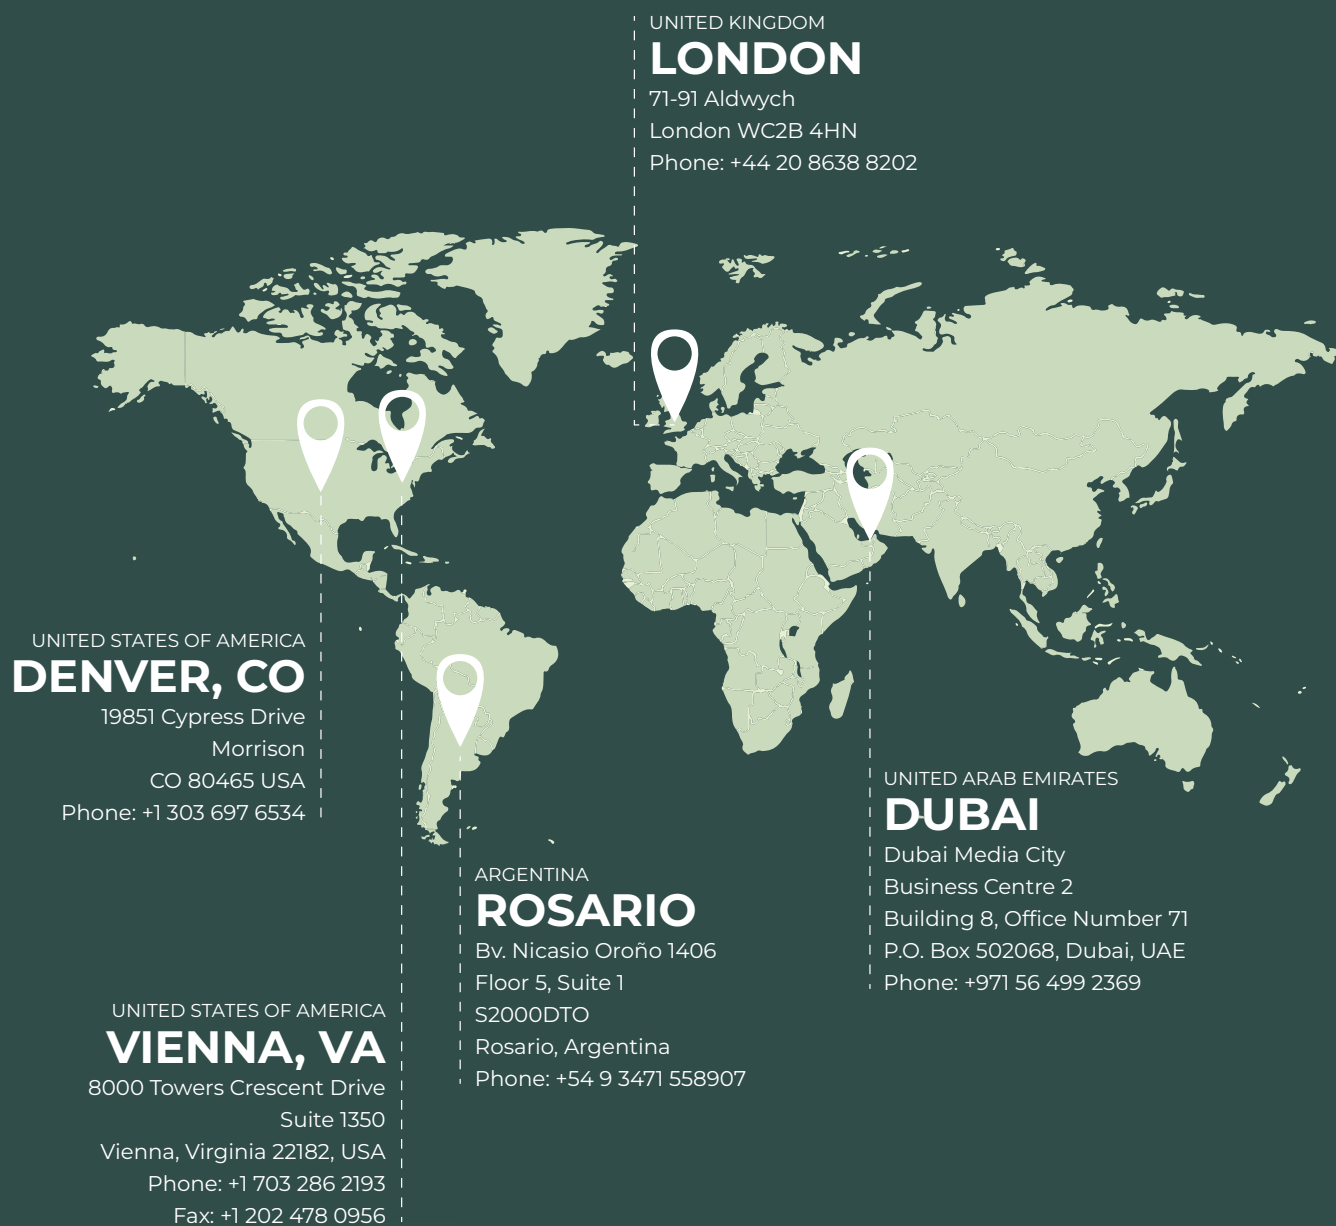 UNITED KINGDOM
LONDON
71-91 Aldwych
London WC2B 4HN
Phone: +44 20 8638 8202
UNITED STATES OF AMERICA
DENVER, CO
19851 Cypress Drive
Morrison
CO 80465 USA
Phone: +1 303 697 6534
UNITED ARAB EMIRATES
DUBAI
Dubai Media City
Business Centre 2
Building 8, Office Number 71
P.O. Box 502068, Dubai, UAE
Phone: +971 56 499 2369
ARGENTINA
ROSARIO
Bv. Nicasio Oroño 1406
Floor 5, Suite 1
S2000DTO
Rosario, Argentina
Phone: +54 9 3471 558907
UNITED STATES OF AMERICA
VIENNA, VA
8000 Towers Crescent Drive
Suite 1350
Vienna, Virginia 22182, USA
Phone: +1 703 286 2193
Fax: +1 202 478 0956